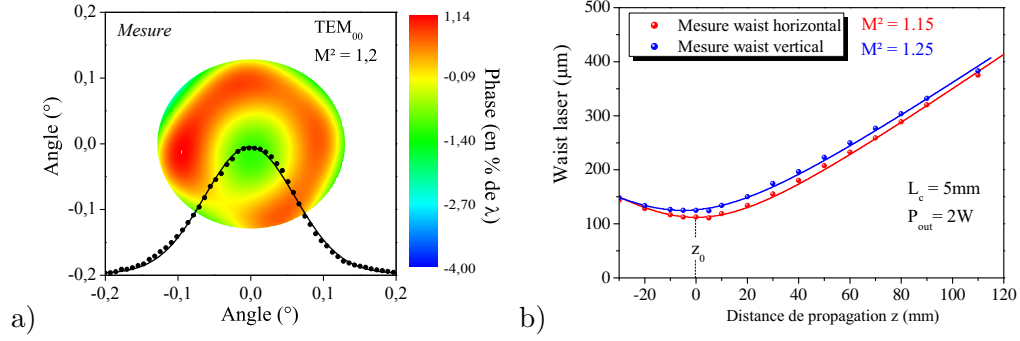 Mesure
TEM₀₀
M² = 1,2
0,2
0,1
0,0
-0,1
-0,2
-0,2
-0,1
0,0
0,1
0,2
Angle (°)
Angle (°)
1,14
1,0
-0,09
-1.40
-2,70
-4,00
Phase (en % de λ)
a)
Mesure waist horizontal
Mesure waist vertical
M² = 1.15
M² = 1.25
500
400
300
200
100
0
Waist laser (µm)
L_c = 5mm
P_out = 2W
z₀
-20
0
20
40
60
80
100
120
Distance de propagation z (mm)
b)